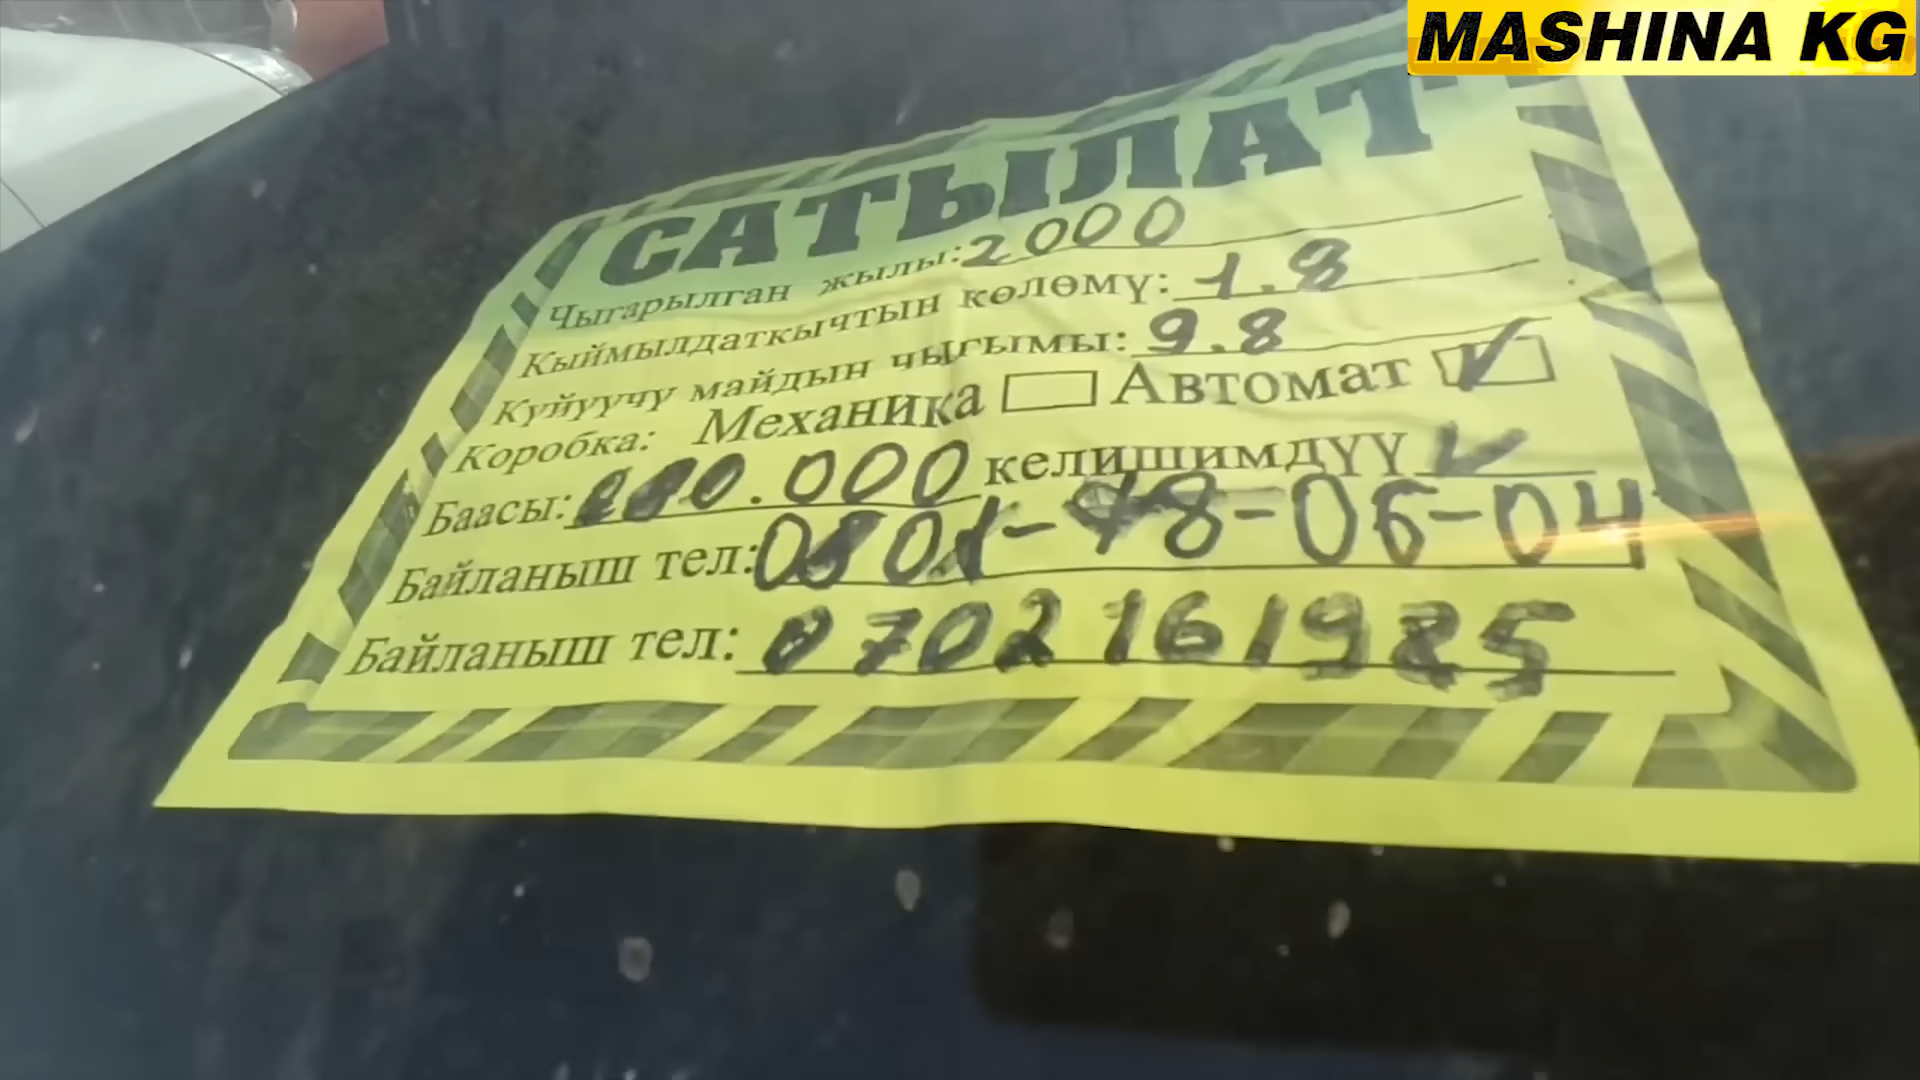 MASHINA KG
САТЫЛАТ
Чыгарылган жылы: 2000
Кыймылдаткычтын көлөмү: 1.8
Күйүүчү майдын чыгымы: 9.8
Коробка: Механика Автомат
Баасы: келишимдүү
Байланыш тел:
Байланыш тел: 0702161985